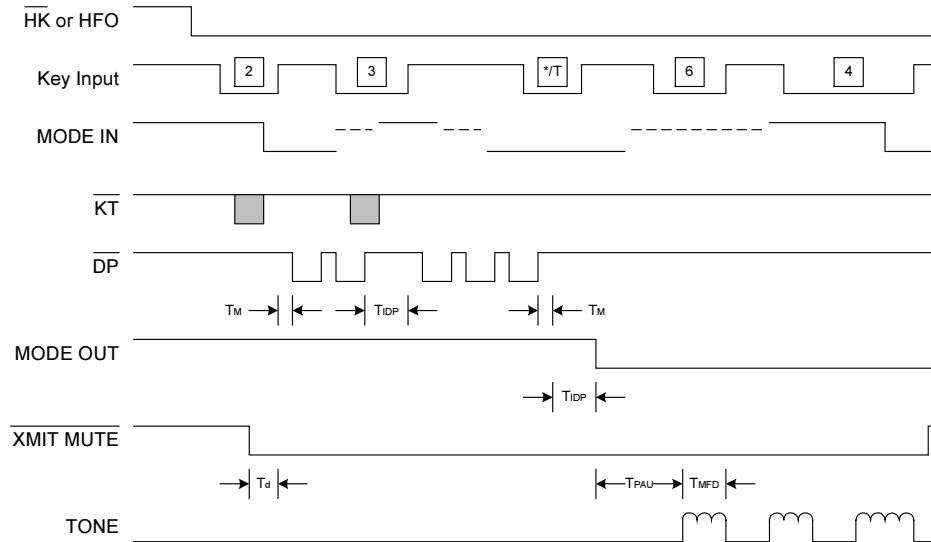 HK or HFO
Key Input 2 3 */T 6 4
MODE IN
KT
DP
TM TIDP TM
MODE OUT
TIDP
XMIT MUTE
Td TPAU TMFD
TONE